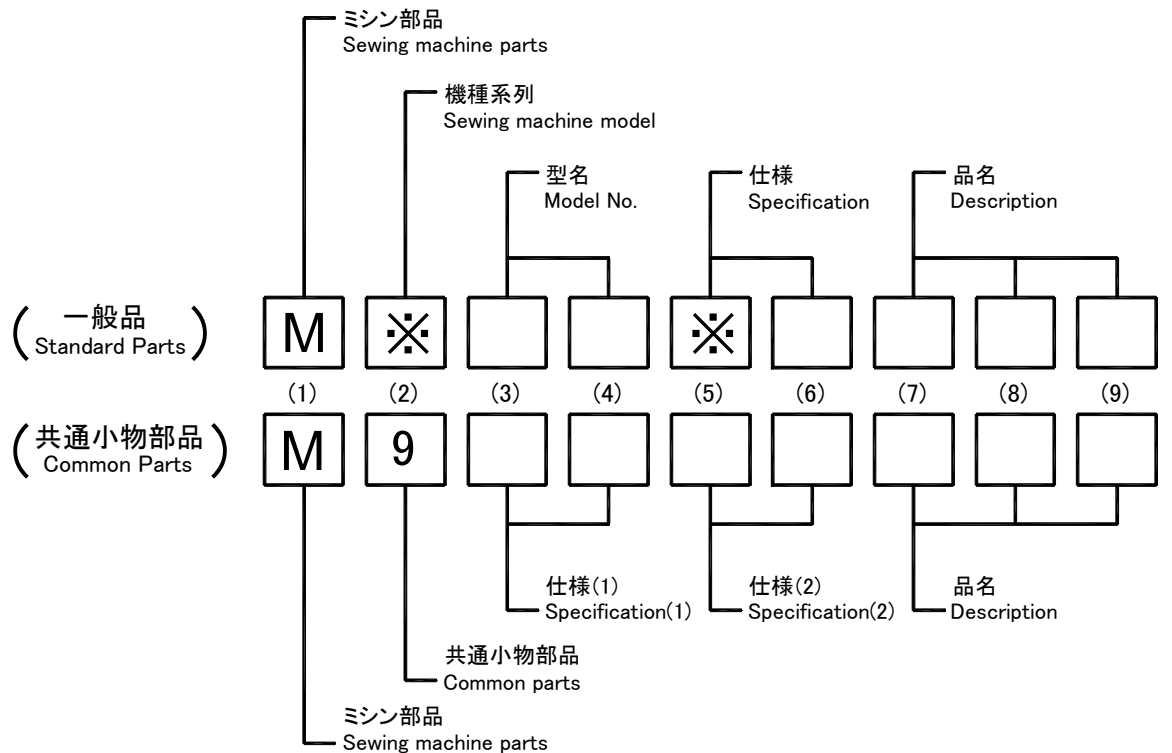 ミシン部品
Sewing machine parts
機種系列
Sewing machine model
型名
Model No.
仕様
Specification
品名
Description
(一般品
Standard Parts)
M ※ ※
(1) (2) (3) (4) (5) (6) (7) (8) (9)
(共通小物部品
Common Parts)
M 9
仕様(1)
Specification(1)
仕様(2)
Specification(2)
品名
Description
共通小物部品
Common parts
ミシン部品
Sewing machine parts